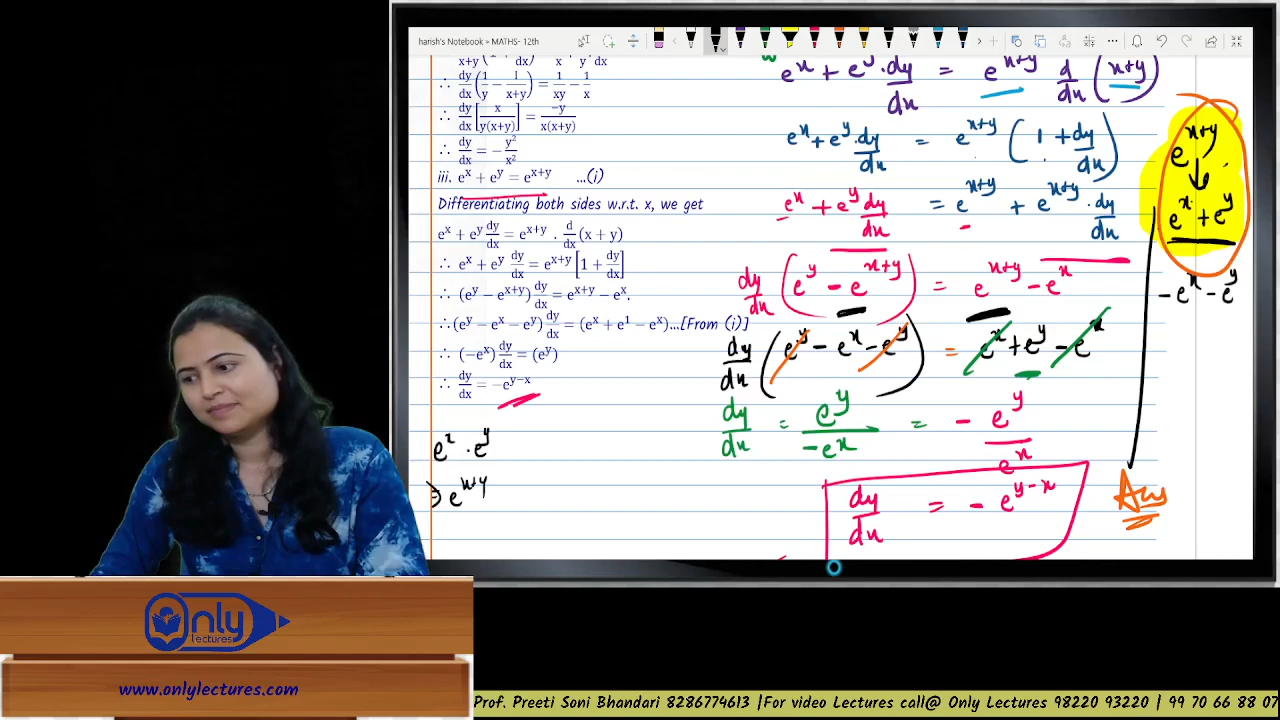 harish's Notebook » MATHS- 12th
x+y ( dx) x y dx
∴ dy/dx (1/y - 1/(x+y)) = 1/xy - 1/x
∴ dy/dx [x/(y(x+y))] = -y/(x(x+y))
∴ dy/dx = - y²/x²
iii. eˣ + eʸ = eˣ⁺ʸ ...(i)
Differentiating both sides w.r.t. x, we get
eˣ + eʸ dy/dx = eˣ⁺ʸ . d/dx (x + y)
∴ eˣ + eʸ dy/dx = eˣ⁺ʸ [1 + dy/dx]
∴ (eʸ - eˣ⁺ʸ) dy/dx = eˣ⁺ʸ - eˣ.
∴(eʸ - eˣ - eʸ) dy/dx = (eˣ + e¹ - eˣ)...[From (i)]
∴ (-eˣ) dy/dx = (eʸ)
∴ dy/dx = -eʸ⁻ˣ
eˣ · eʸ
⇒ eˣ⁺ʸ
eˣ + eʸ · dy/dx = eˣ⁺ʸ d/dx (x+y)
eˣ + eʸ dy/dx = eˣ⁺ʸ (1 + dy/dx)
eˣ + eʸ dy/dx = eˣ⁺ʸ + eˣ⁺ʸ · dy/dx
dy/dx (eʸ - eˣ⁺ʸ) = eˣ⁺ʸ - eˣ
dy/dx (eʸ - eˣ - eʸ) = eˣ + eʸ - eˣ
dy/dx = eʸ/-eˣ = - eʸ/eˣ
dy/dx = - eʸ⁻ˣ
eˣ⁺ʸ
↓
eˣ + eʸ
- eˣ - eʸ
Ans
Only
lectures
www.onlylectures.com
Prof. Preeti Soni Bhandari 8286774613 |For video Lectures call@ Only Lectures 98220 93220 | 99 70 66 88 07